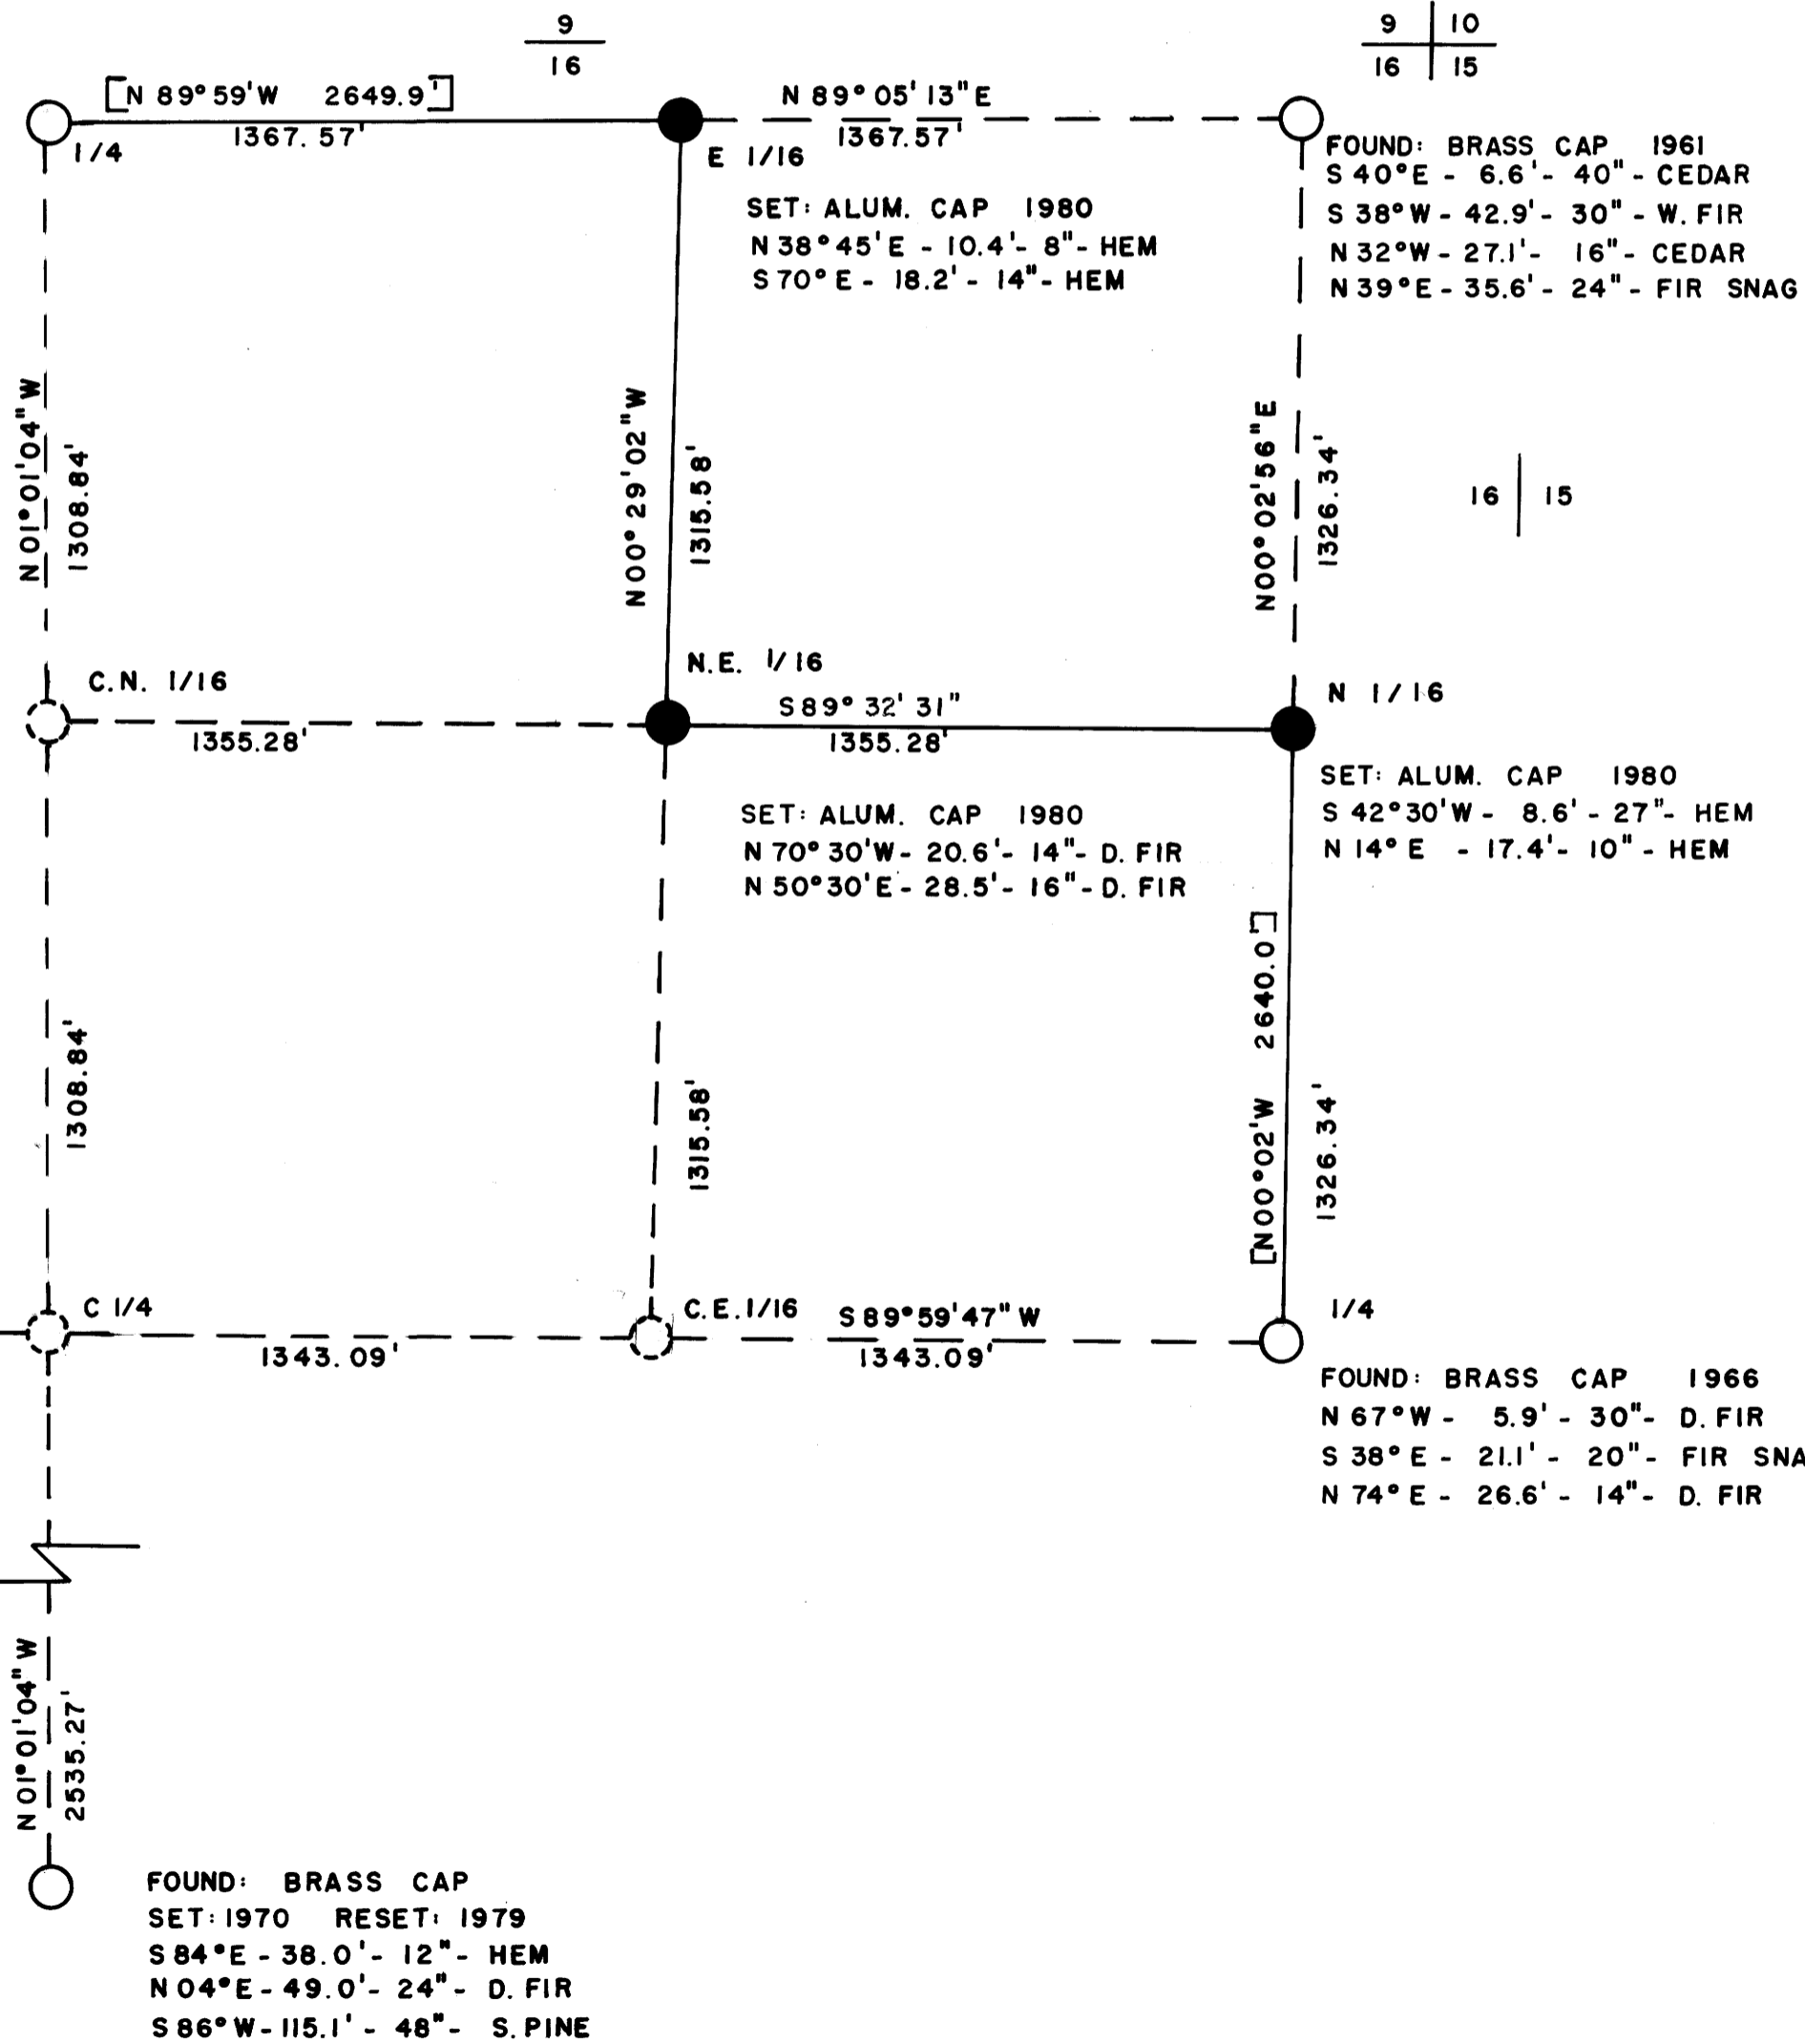 9
16
9 10
16 15
[N 89°59'W 2649.9']
1367.57'
1/4
N 89°05'13"E
1367.57'
E 1/16
SET: ALUM. CAP 1980
N 38°45'E - 10.4' - 8" - HEM
S 70°E - 18.2' - 14" - HEM
FOUND: BRASS CAP 1961
S 40°E - 6.6' - 40" - CEDAR
S 38°W - 42.9' - 30" - W. FIR
N 32°W - 27.1' - 16" - CEDAR
N 39°E - 35.6' - 24" - FIR SNAG
N 01°01'04"W
1308.84'
N 00°29'02"W
1315.58'
N00°02'56"E
1326.34'
16 15
C.N. 1/16
1355.28'
N.E. 1/16
S 89°32'31"
1355.28'
N 1/16
SET: ALUM. CAP 1980
N 70°30'W - 20.6' - 14" - D. FIR
N 50°30'E - 28.5' - 16" - D. FIR
SET: ALUM. CAP 1980
S 42°30'W - 8.6' - 27" - HEM
N 14°E - 17.4' - 10" - HEM
1308.84'
1315.58'
[N00°02'W 2640.0']
1326.34'
C 1/4
1343.09'
C.E. 1/16
S 89°59'47"W
1343.09'
1/4
FOUND: BRASS CAP 1966
N 67°W - 5.9' - 30" - D. FIR
S 38°E - 21.1' - 20" - FIR SNA
N 74°E - 26.6' - 14" - D. FIR
N 01°01'04"W
2535.27'
FOUND: BRASS CAP
SET: 1970 RESET: 1979
S 84°E - 38.0' - 12" - HEM
N 04°E - 49.0' - 24" - D. FIR
S 86°W - 115.1' - 48" - S. PINE